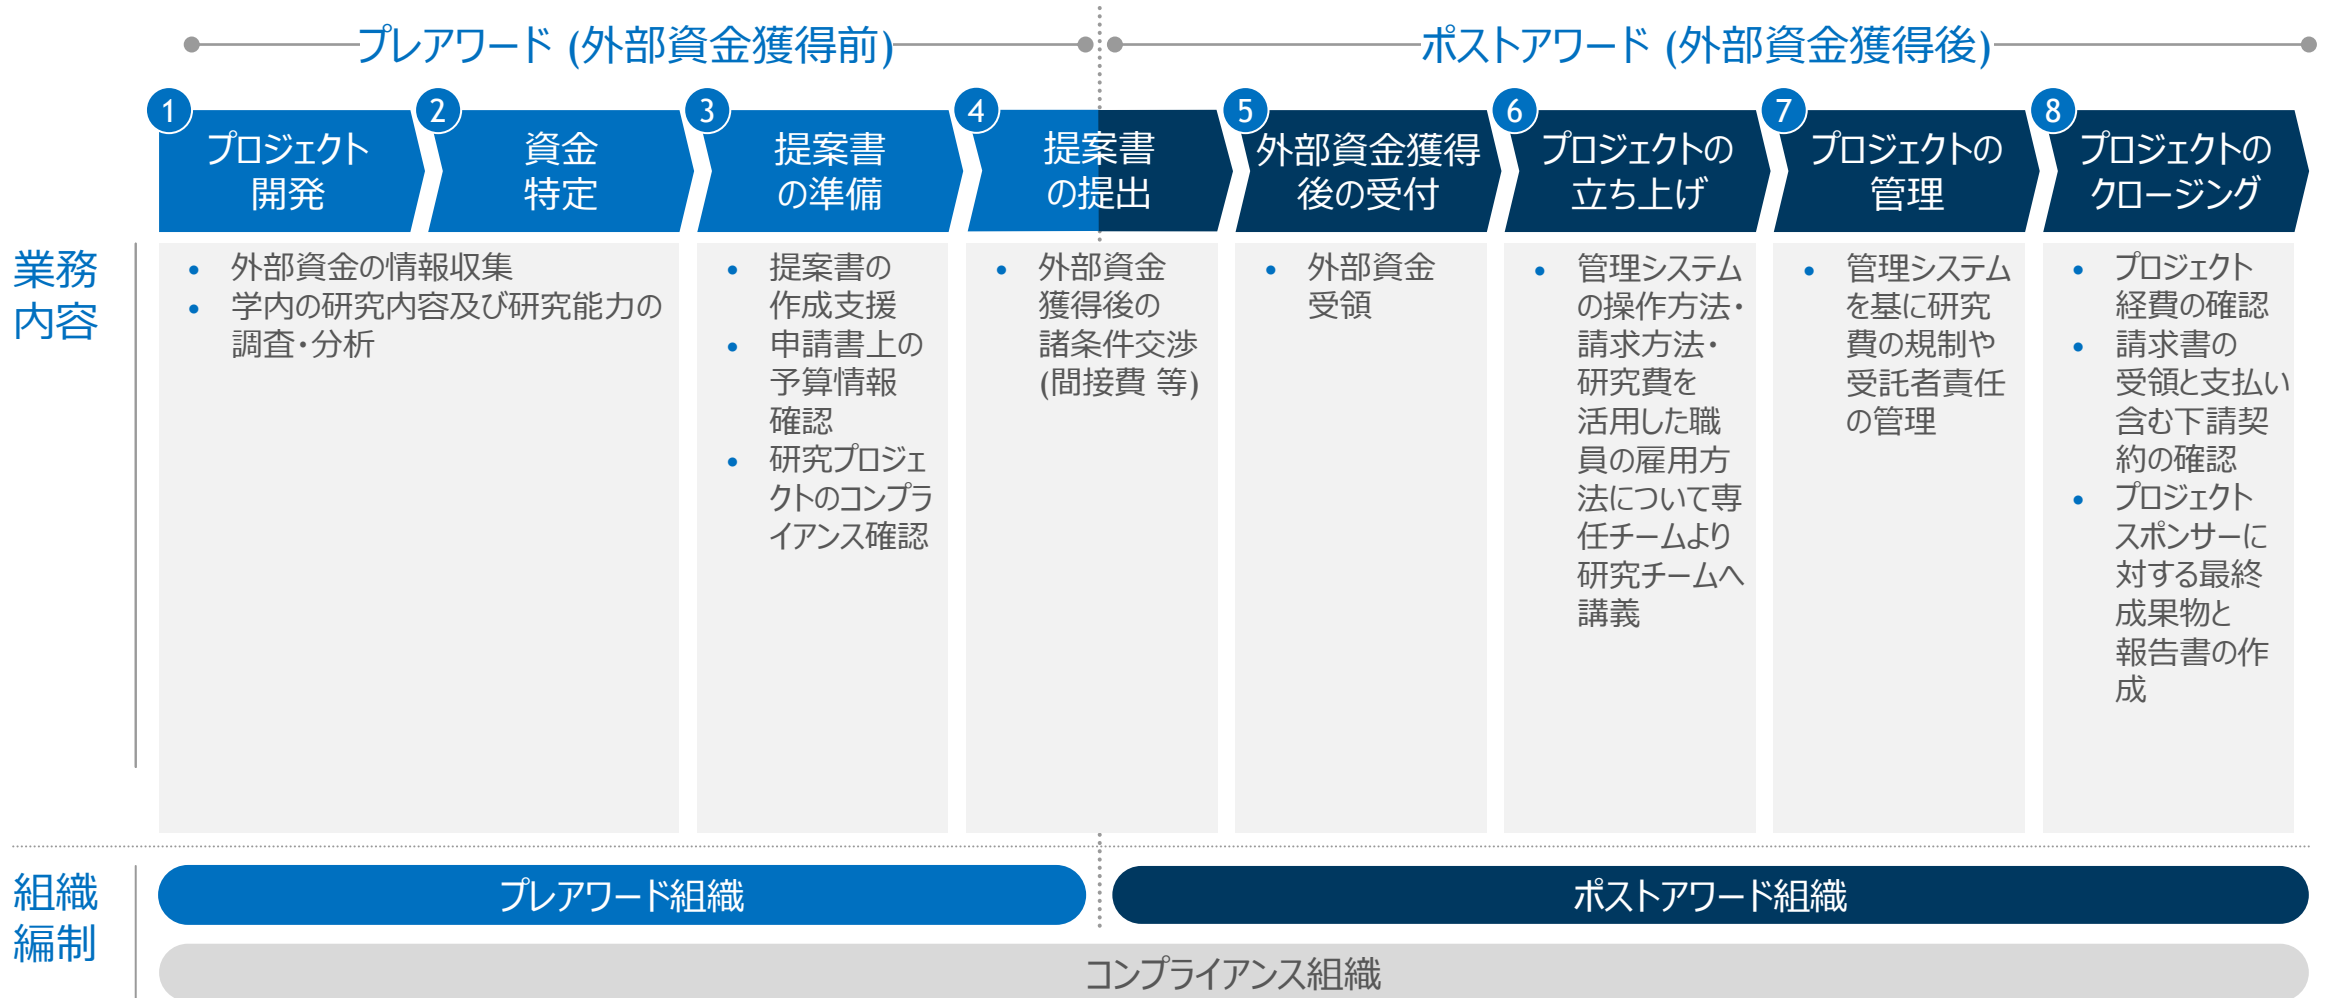 プレアワード (外部資金獲得前)
ポストアワード (外部資金獲得後)
1
プロジェクト
開発
2
資金
特定
3
提案書
の準備
4
提案書
の提出
5
外部資金獲得
後の受付
6
プロジェクトの
立ち上げ
7
プロジェクトの
管理
8
プロジェクトの
クロージング
業務
内容
• 外部資金の情報収集
• 学内の研究内容及び研究能力の
調査・分析
• 提案書の
作成支援
• 申請書上の
予算情報
確認
• 研究プロジェ
クトのコンプラ
イアンス確認
• 外部資金
獲得後の
諸条件交渉
(間接費 等)
• 外部資金
受領
• 管理システム
の操作方法・
請求方法・
研究費を
活用した職
員の雇用方
法について専
任チームより
研究チームへ
講義
• 管理システム
を基に研究
費の規制や
受託者責任
の管理
• プロジェクト
経費の確認
• 請求書の
受領と支払い
含む下請契
約の確認
• プロジェクト
スポンサーに
対する最終
成果物と
報告書の作
成
組織
編制
プレアワード組織
ポストアワード組織
コンプライアンス組織